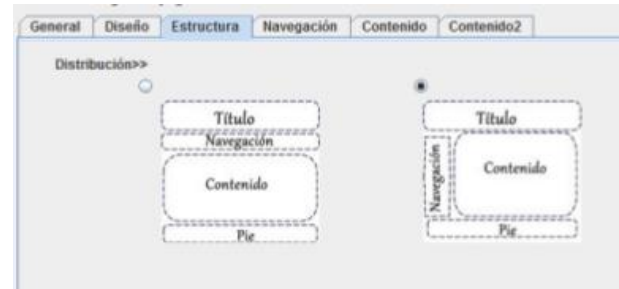 General Diseño Estructura Navegación Contenido Contenido2
Distribución>>
Título
Navegación
Contenido
Pie
Título
Navegación
Contenido
Pie